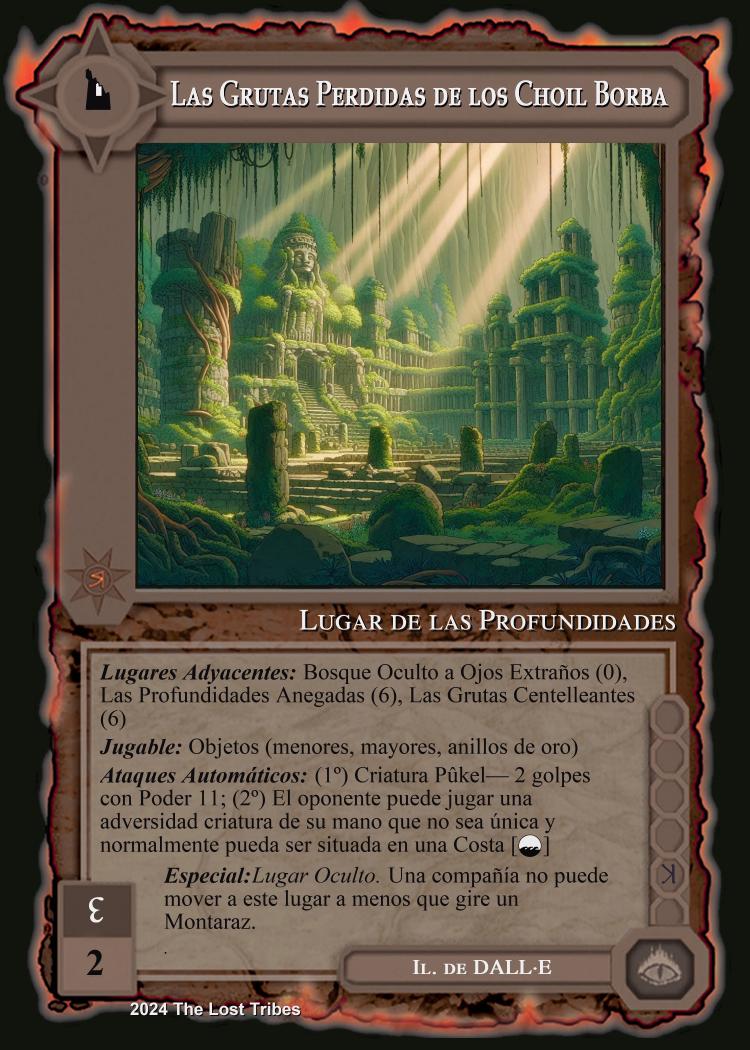 Las Grutas Perdidas de los Choil Borba
Lugar de las Profundidades
Lugares Adyacentes: Bosque Oculto a Ojos Extraños (0),
Las Profundidades Anegadas (6), Las Grutas Centelleantes
(6)
Jugable: Objetos (menores, mayores, anillos de oro)
Ataques Automáticos: (1º) Criatura Pûkel— 2 golpes
con Poder 11; (2º) El oponente puede jugar una
adversidad criatura de su mano que no sea única y
normalmente pueda ser situada en una Costa []
Especial:Lugar Oculto. Una compañía no puede
mover a este lugar a menos que gire un
Montaraz.
.
2
Il. de DALL·E
2024 The Lost Tribes